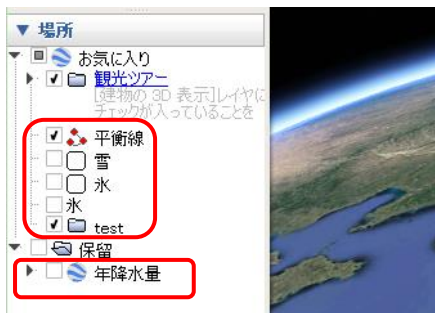 場所
お気に入り
観光ツアー
[建物の 3D 表示]レイヤに
チェックが入っていることを
平衡線
雪
氷
氷
test
保留
年降水量